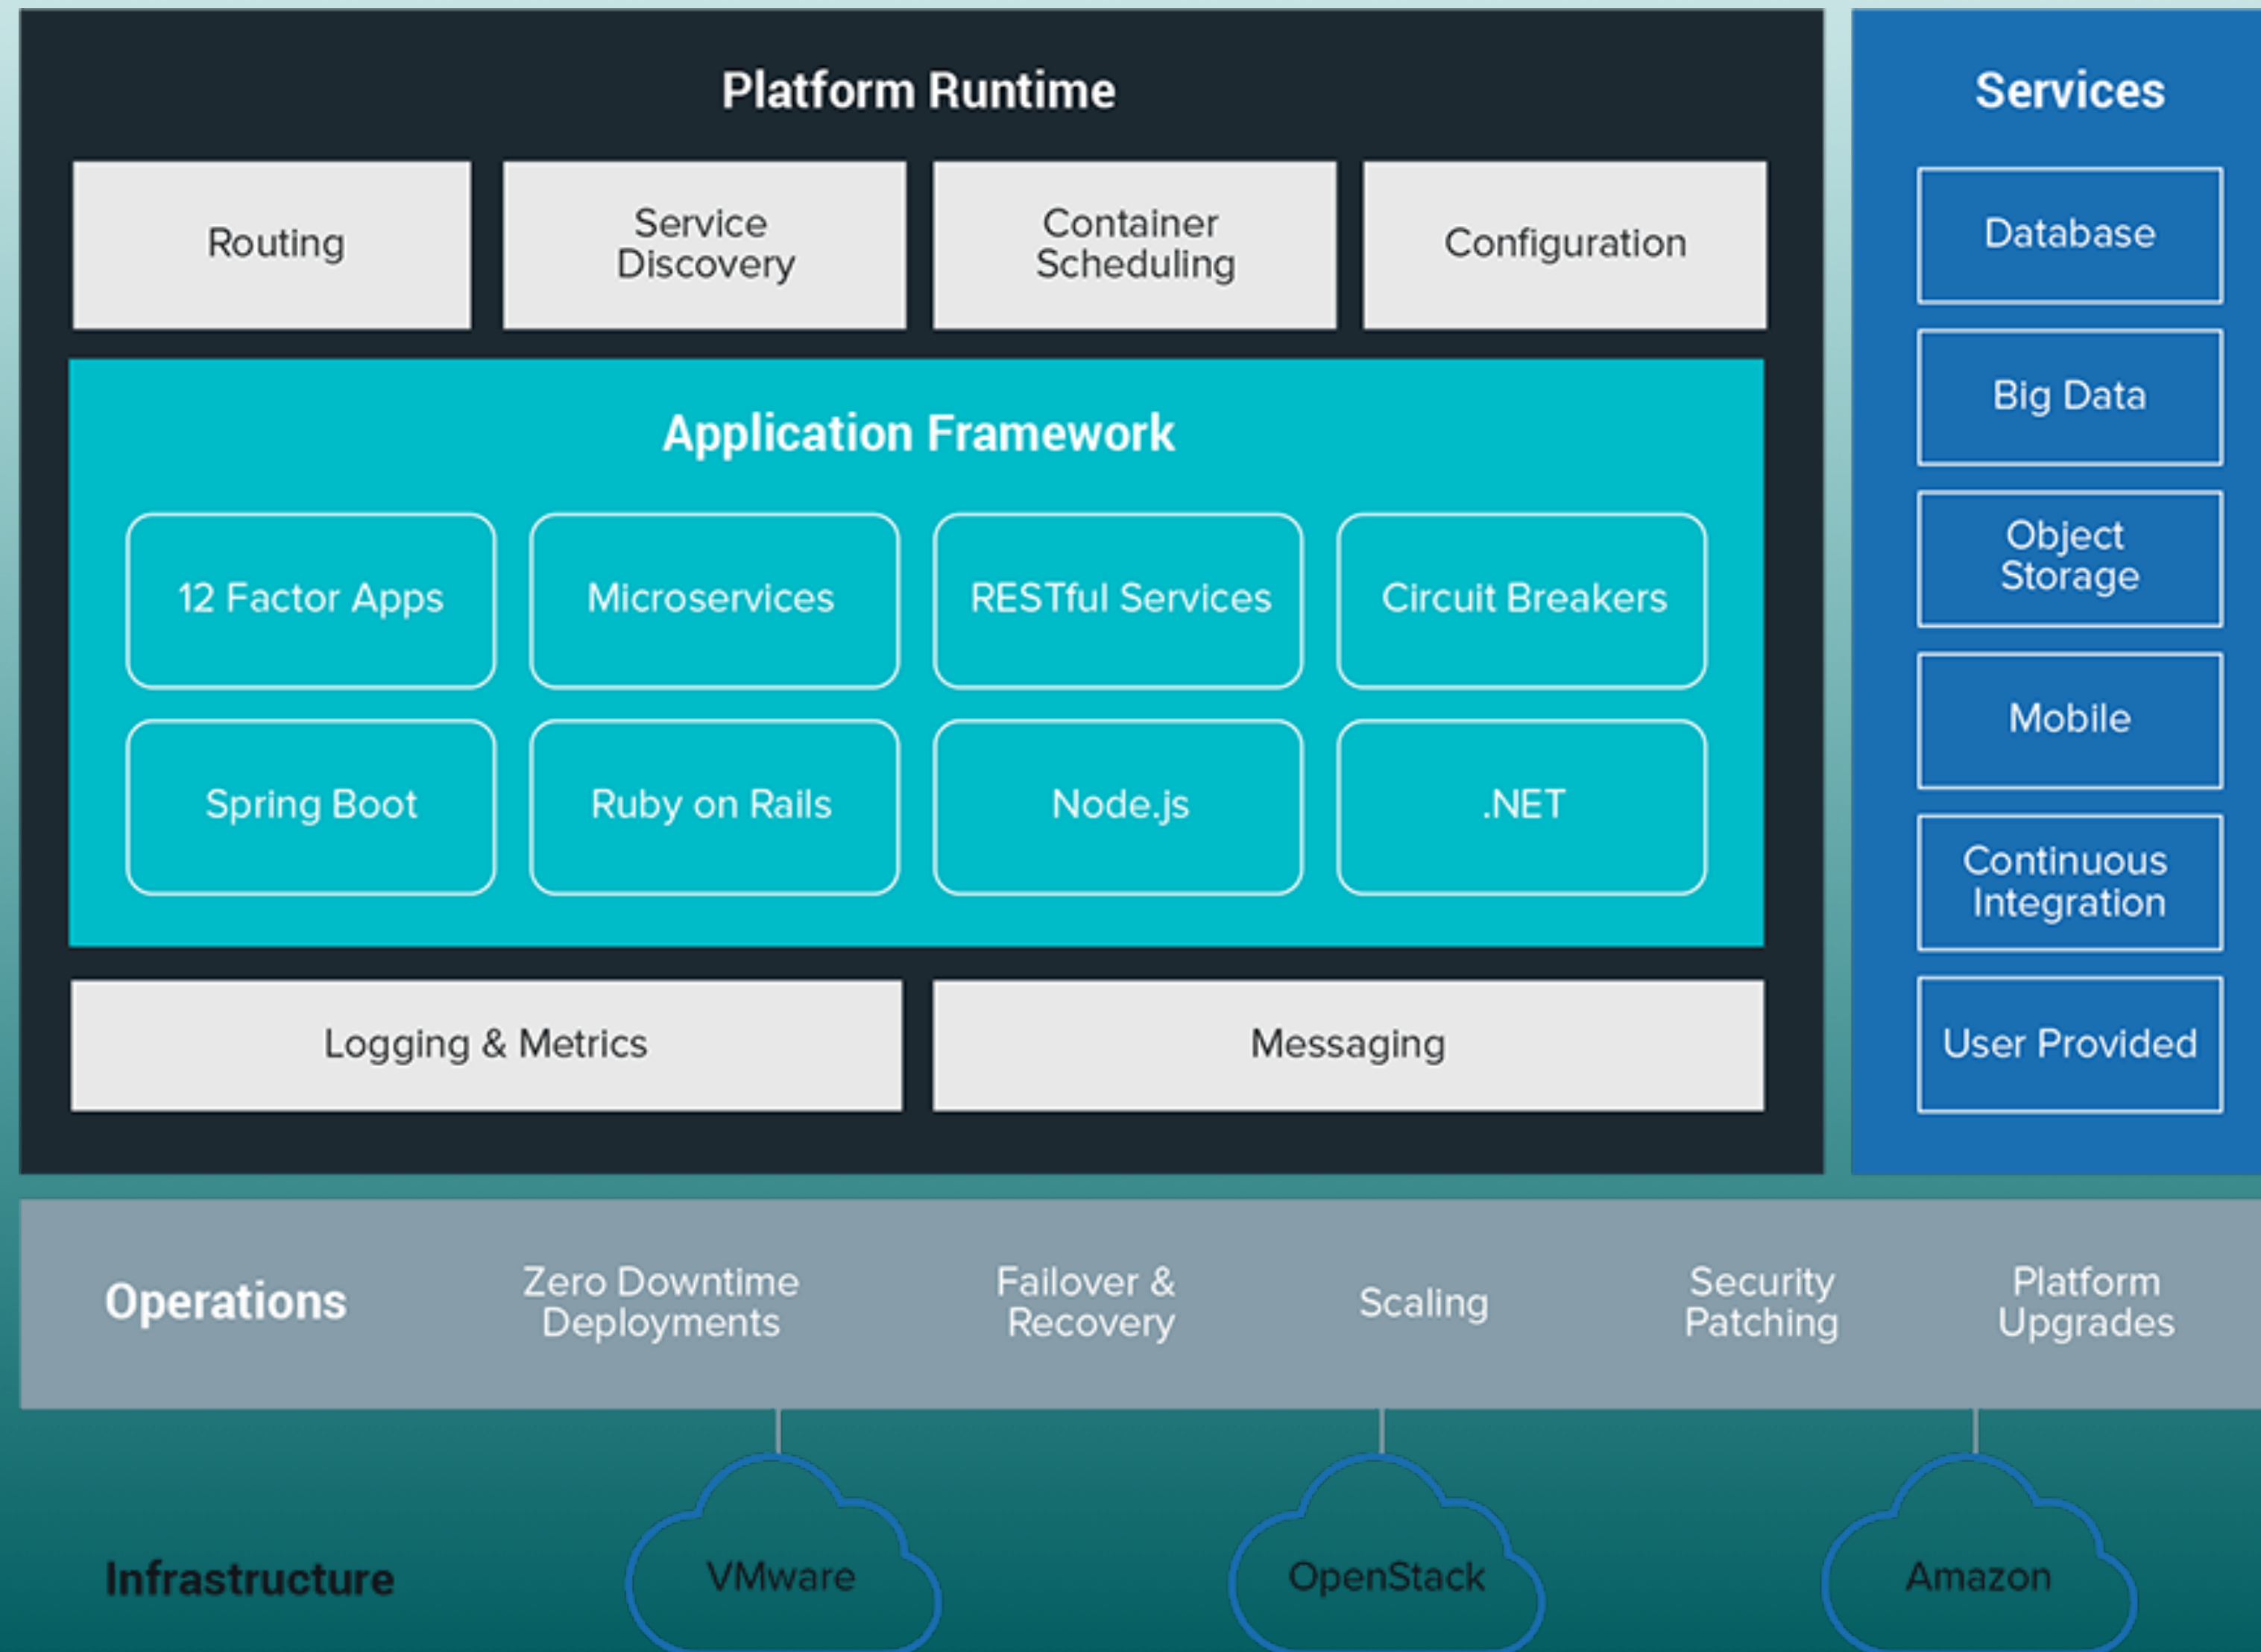 Platform Runtime
Routing
Service
Discovery
Container
Scheduling
Configuration
Application Framework
12 Factor Apps
Microservices
RESTful Services
Circuit Breakers
Spring Boot
Ruby on Rails
Node.js
.NET
Logging & Metrics
Messaging
Services
Database
Big Data
Object
Storage
Mobile
Continuous
Integration
User Provided
Operations
Zero Downtime
Deployments
Failover &
Recovery
Scaling
Security
Patching
Platform
Upgrades
Infrastructure
VMware
OpenStack
Amazon